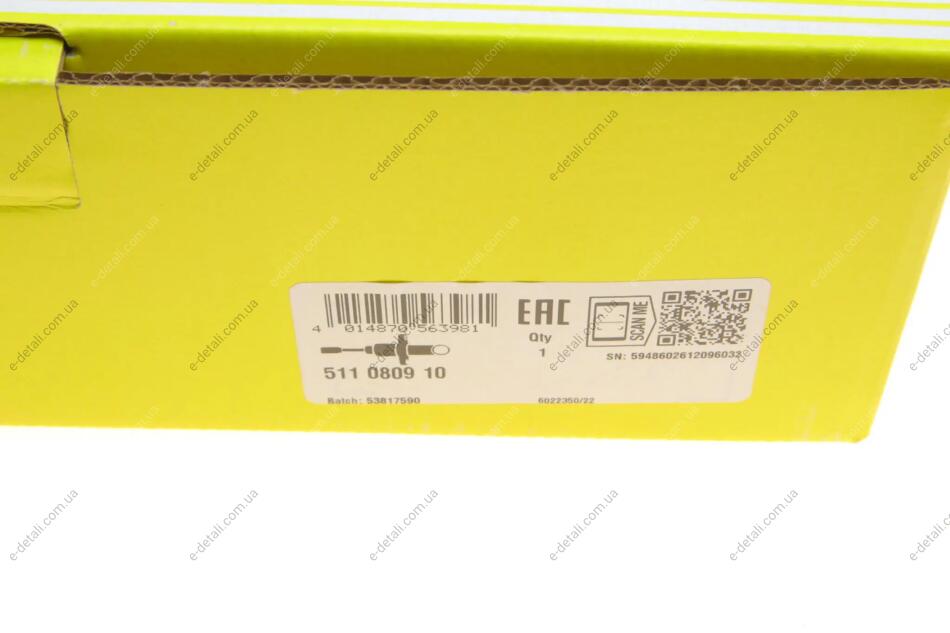 4 014870 563981
EAC
Qty
1
SCAN ME
SN: 5948602612096033
511 0809 10
Batch: 53817590
6022350/22
e-detali.com.ua